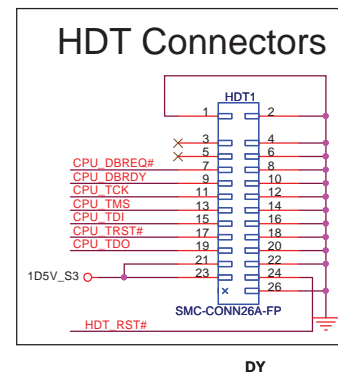 HDT Connectors
HDT1
1 2
3 4
5 6
CPU_DBREQ# 7 8
CPU_DBRDY 9 10
CPU_TCK 11 12
CPU_TMS 13 14
CPU_TDI 15 16
CPU_TRST# 17 18
CPU_TDO 19 20
21 22
1D5V_S3 23 24
26
SMC-CONN26A-FP
HDT_RST#
DY